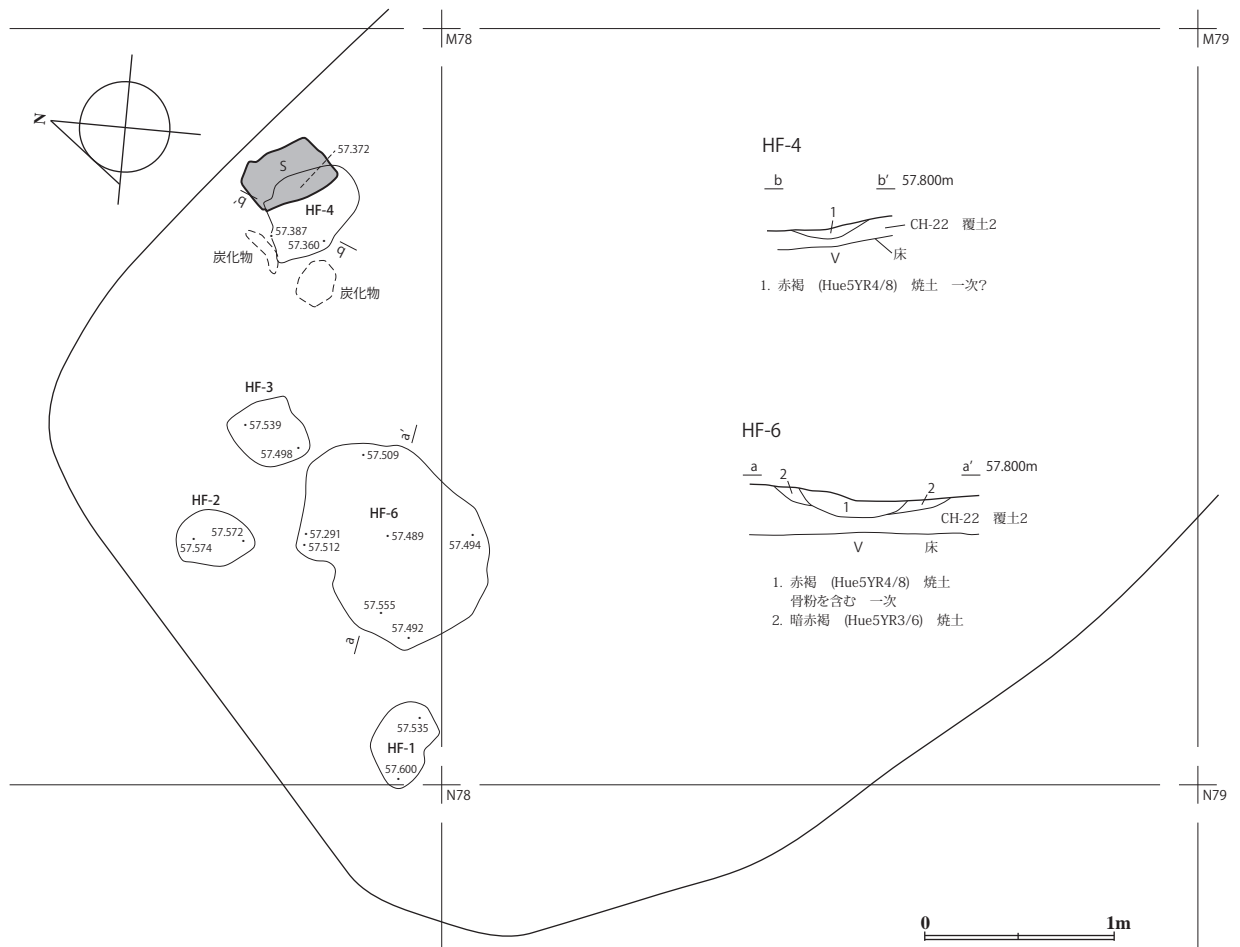 M78
M79
N
57.372
S
HF-4
b'
57.387
57.360
b
炭化物
炭化物
HF-4
b b' 57.800m
1
CH-22 覆土2
V 床
1. 赤褐 (Hue5YR4/8) 焼土 一次?
HF-3
57.539
57.498
a'
57.509
HF-2
57.572
57.574
HF-6
57.291
57.512
57.489
57.494
57.555
57.492
a
HF-6
a a' 57.800m
2
1
2
CH-22 覆土2
V 床
1. 赤褐 (Hue5YR4/8) 焼土
骨粉を含む 一次
2. 暗赤褐 (Hue5YR3/6) 焼土
57.535
HF-1
57.600
N78
N79
0 1m